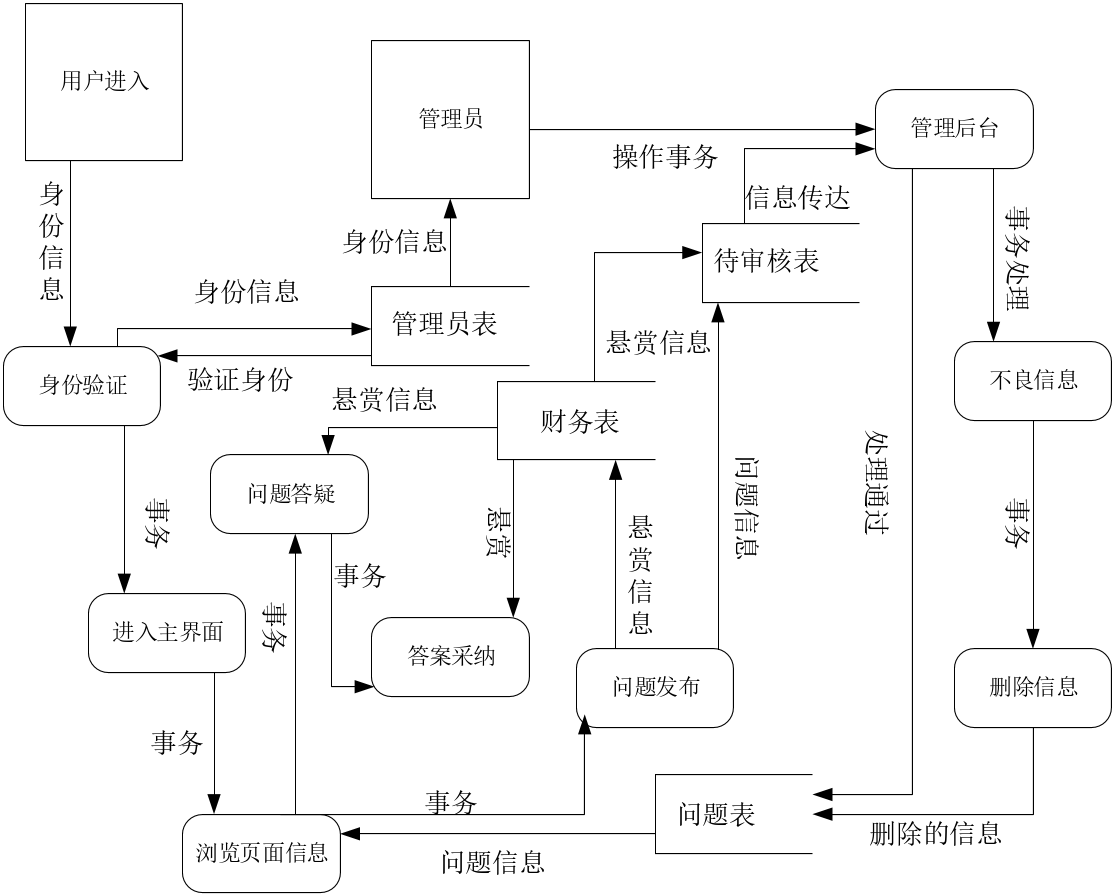 用户进入
管理员
管理后台
操作事务
信息传达
身份信息
身份信息
事务处理
待审核表
身份信息
管理员表
悬赏信息
验证身份
身份验证
不良信息
悬赏信息
财务表
处理通过
问题信息
问题答疑
事务
悬赏
悬赏信息
事务
事务
事务
进入主界面
答案采纳
问题发布
删除信息
事务
事务
问题表
删除的信息
浏览页面信息
问题信息